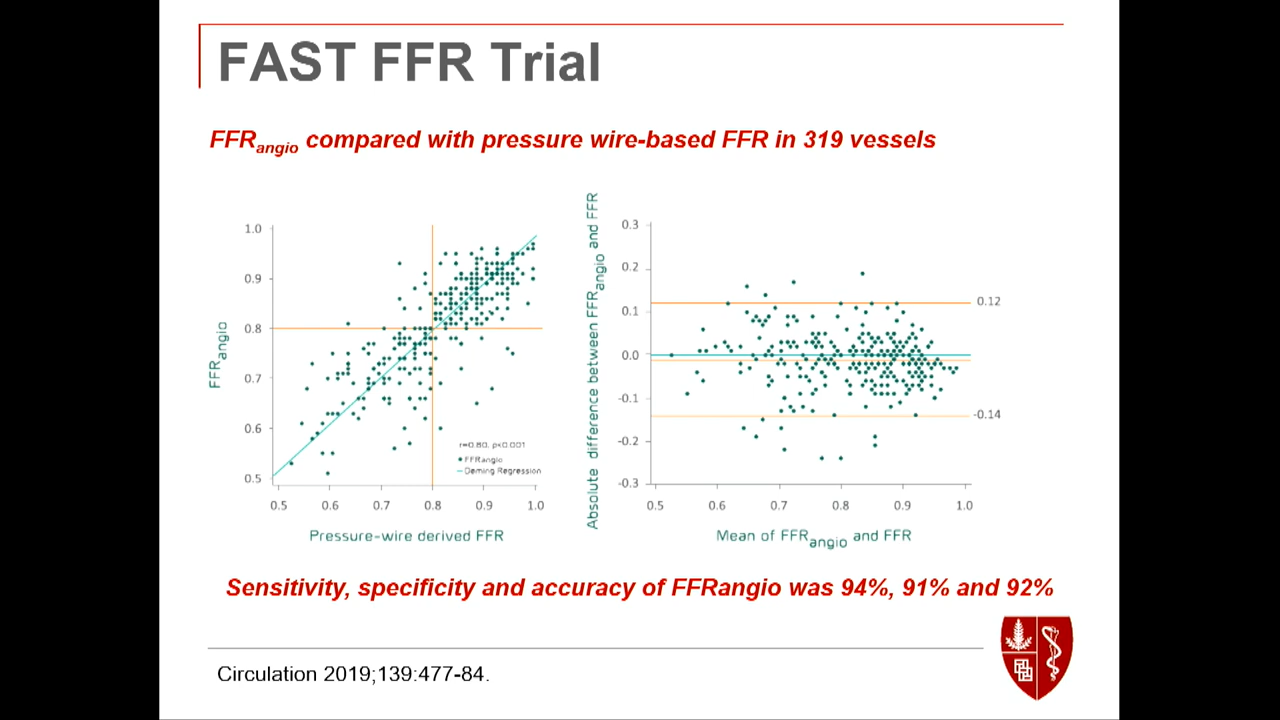 FAST FFR Trial
FFRangio compared with pressure wire-based FFR in 319 vessels
FFRangio
1.0
0.9
0.8
0.7
0.6
0.5
r=0.80, p<0.001
FFRangio
Deming Regression
0.5 0.6 0.7 0.8 0.9 1.0
Pressure-wire derived FFR
Absolute difference between FFRangio and FFR
0.3
0.2
0.1
0.0
-0.1
-0.2
-0.3
0.12
-0.14
0.5 0.6 0.7 0.8 0.9 1.0
Mean of FFRangio and FFR
Sensitivity, specificity and accuracy of FFRangio was 94%, 91% and 92%
Circulation 2019;139:477-84.